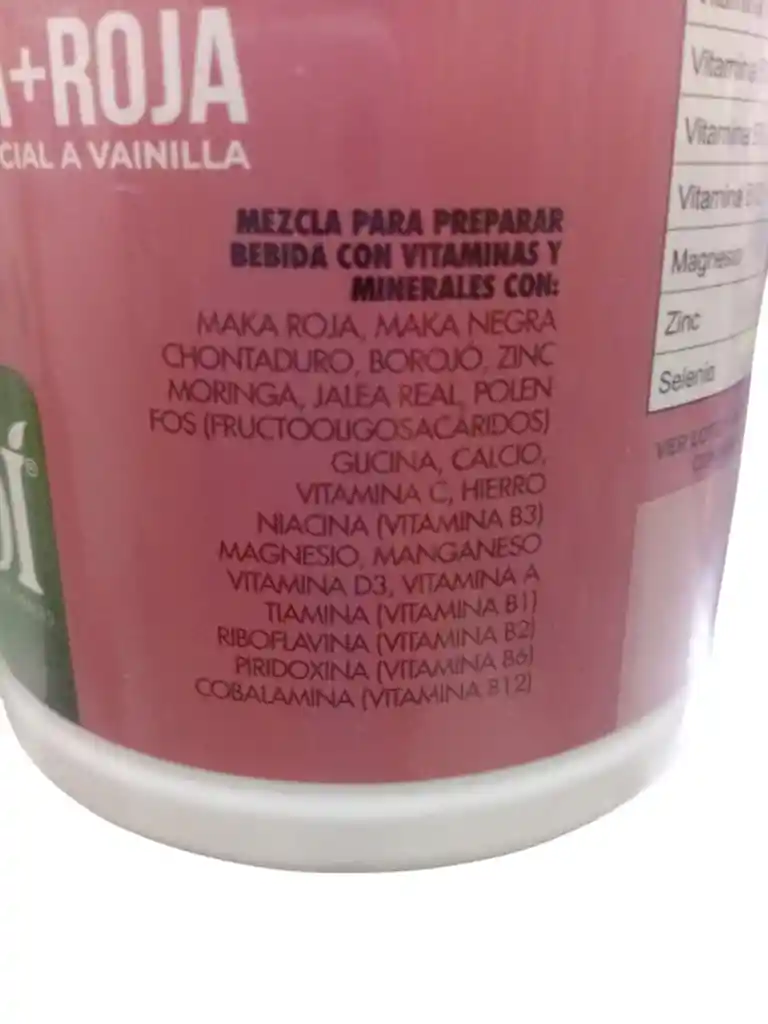 +ROJA
CIAL A VAINILLA
MEZCLA PARA PREPARAR
BEBIDA CON VITAMINAS Y
MINERALES CON:
MAKA ROJA, MAKA NEGRA
CHONTADURO, BOROJÓ, ZINC
MORINGA, JALEA REAL, POLEN
FOS (FRUCTOOLIGOSACÁRIDOS)
GLICINA, CALCIO,
VITAMINA C, HIERRO
NIACINA (VITAMINA B3)
MAGNESIO, MANGANESO
VITAMINA D3, VITAMINA A
TIAMINA (VITAMINA B1)
RIBOFLAVINA (VITAMINA B2)
PIRIDOXINA (VITAMINA B6)
COBALAMINA (VITAMINA B12)
Vitamina
Vitamina
Vitamina
Magnesio
Zinc
Selenio
VER